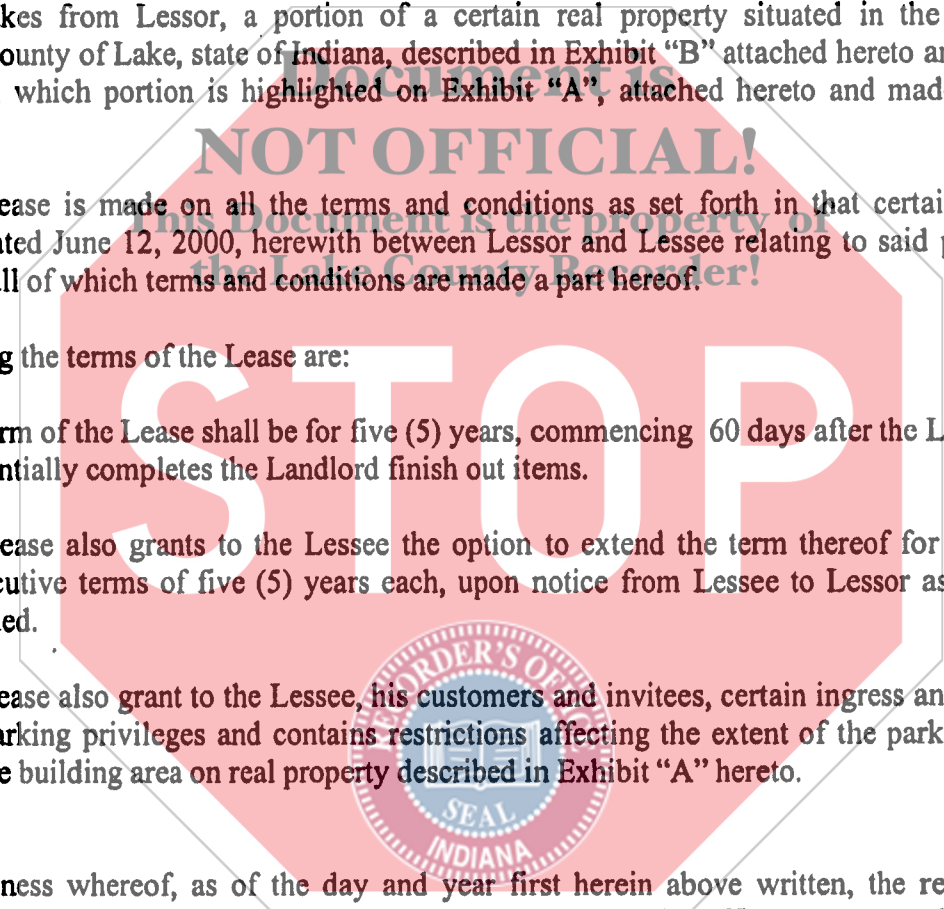 kes from Lessor, a portion of a certain real property situated in the
ounty of Lake, state of Indiana, described in Exhibit “B” attached hereto an
Document is
which portion is highlighted on Exhibit “A”, attached hereto and mad
NOT OFFICIAL!
ease is made on all the terms and conditions as set forth in that certai
This Document is the property of
ted June 12, 2000, herewith between Lessor and Lessee relating to said p
the Lake County Recorder!
ll of which terms and conditions are made a part hereof.
g the terms of the Lease are:
STOP
rm of the Lease shall be for five (5) years, commencing 60 days after the L
ntially completes the Landlord finish out items.
ease also grants to the Lessee the option to extend the term thereof for
cutive terms of five (5) years each, upon notice from Lessee to Lessor as
ed.
RECORDER'S OFFICE
ease also grant to the Lessee, his customers and invitees, certain ingress an
arking privileges and contains restrictions affecting the extent of the park
e building area on real property described in Exhibit “A” hereto.
SEAL
INDIANA
ness whereof, as of the day and year first herein above written, the re